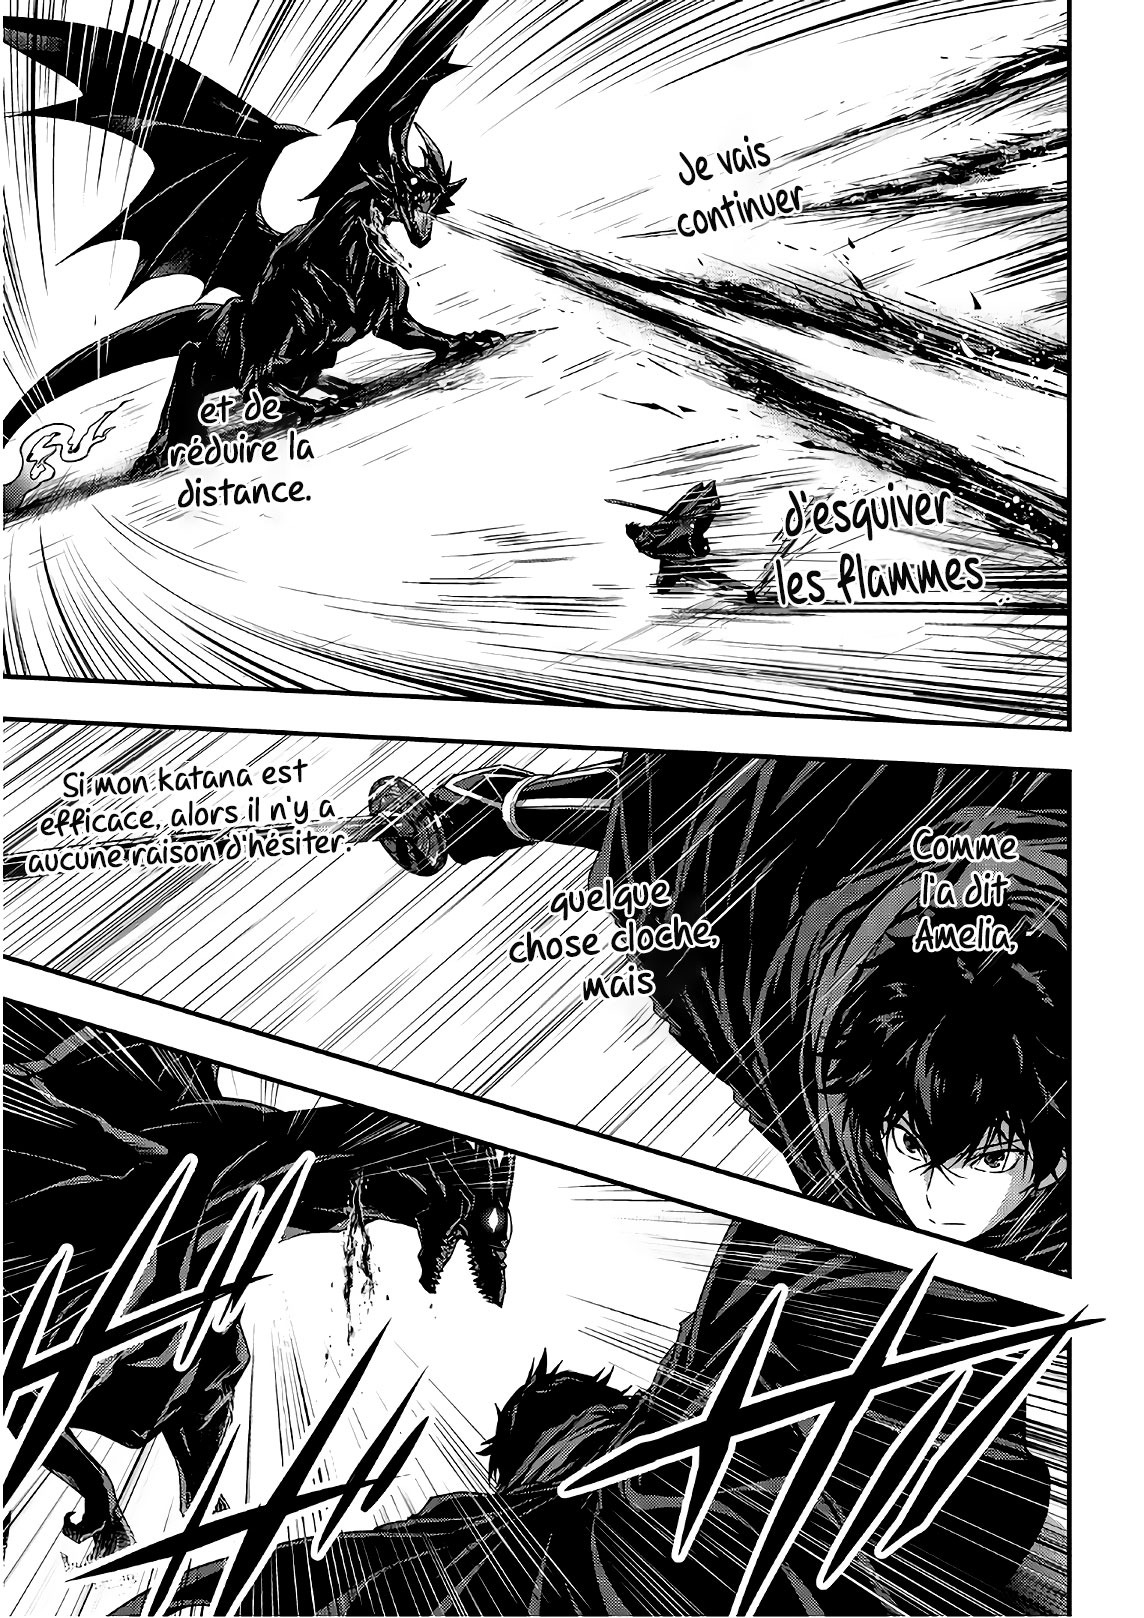 Je vais
continuer
d'esquiver
les flammes
et de
réduire la
distance.
Comme
l'a dit
Amelia,
quelque
chose cloche,
mais
Si mon katana est
efficace, alors il n'y a
aucune raison d'hésiter.